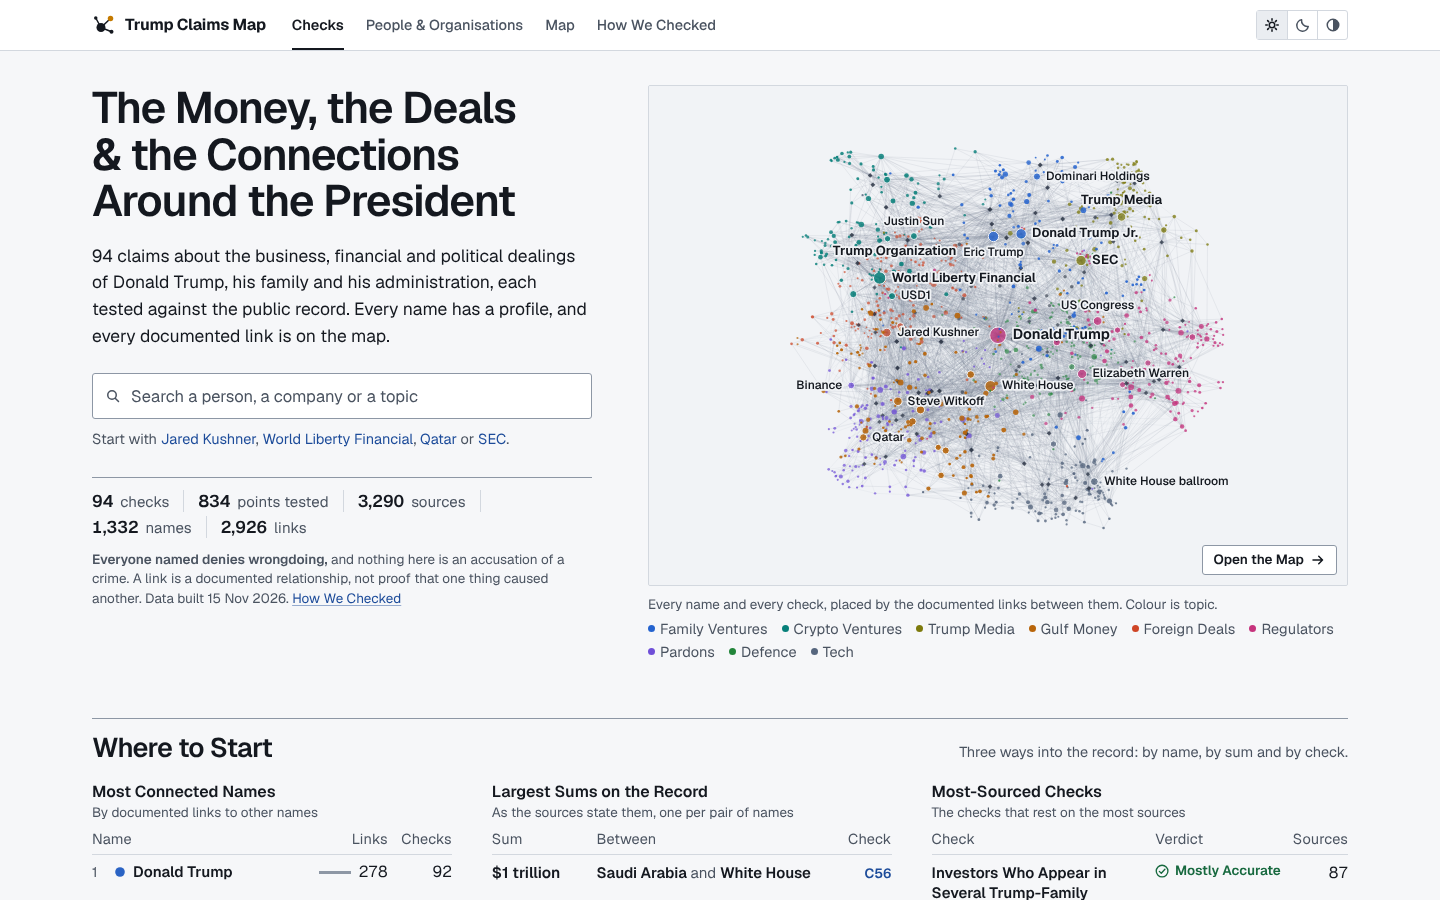 Trump Claims Map
Checks
People & Organisations
Map
How We Checked
The Money, the Deals
& the Connections
Around the President
94 claims about the business, financial and political dealings
of Donald Trump, his family and his administration, each
tested against the public record. Every name has a profile, and
every documented link is on the map.
Search a person, a company or a topic
Start with Jared Kushner, World Liberty Financial, Qatar or SEC.
94 checks
834 points tested
3,290 sources
1,332 names
2,926 links
Everyone named denies wrongdoing, and nothing here is an accusation of a
crime. A link is a documented relationship, not proof that one thing caused
another. Data built 15 Nov 2026. How We Checked
Dominari Holdings
Trump Media
Justin Sun
Donald Trump Jr.
Trump Organization
Eric Trump
SEC
World Liberty Financial
USD1
US Congress
Jared Kushner
Donald Trump
Elizabeth Warren
Binance
White House
Steve Witkoff
Qatar
White House ballroom
Open the Map →
Every name and every check, placed by the documented links between them. Colour is topic.
Family Ventures
Crypto Ventures
Trump Media
Gulf Money
Foreign Deals
Regulators
Pardons
Defence
Tech
Where to Start
Three ways into the record: by name, by sum and by check.
Most Connected Names
By documented links to other names
Name Links Checks
1 Donald Trump 278 92
Largest Sums on the Record
As the sources state them, one per pair of names
Sum Between Check
$1 trillion Saudi Arabia and White House C56
Most-Sourced Checks
The checks that rest on the most sources
Check Verdict Sources
Investors Who Appear in Mostly Accurate 87
Several Trump-Family